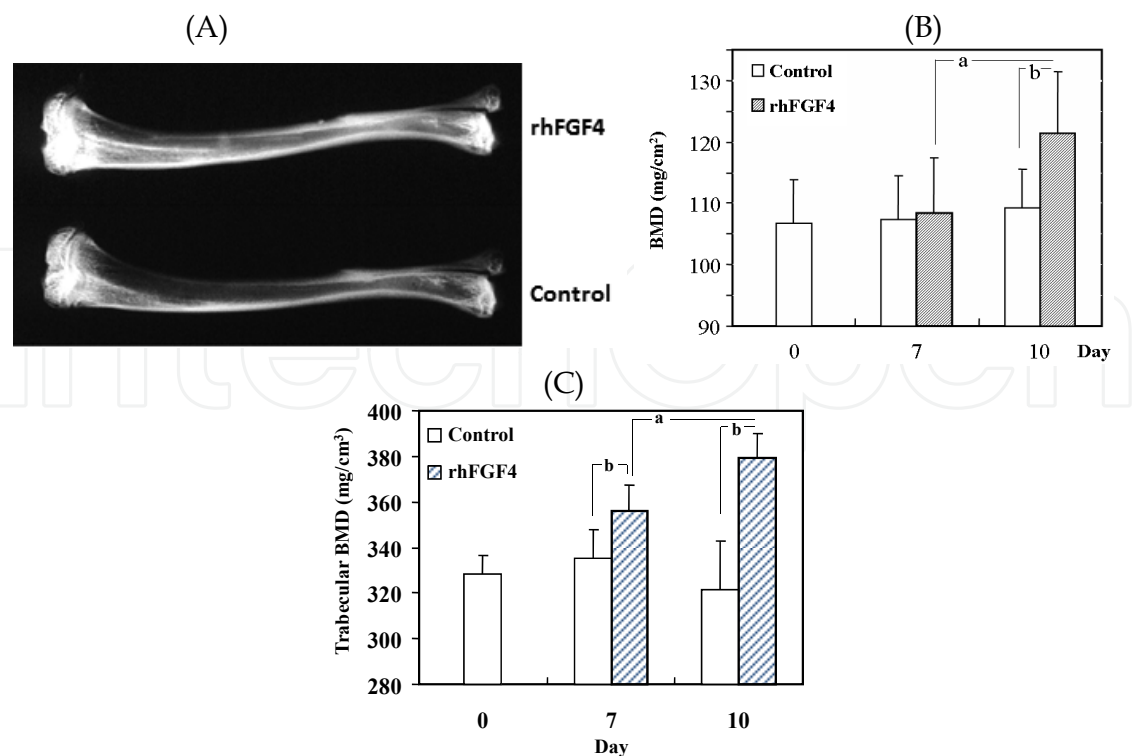 (A)
rhFGF4
Control
(B)
130
120
110
100
90
BMD (mg/cm²)
Control
rhFGF4
a
b
0 7 10 Day
(C)
400
380
360
340
320
300
280
Trabecular BMD (mg/cm³)
Control
rhFGF4
b
a
b
0 7 10
Day
IntechOpen